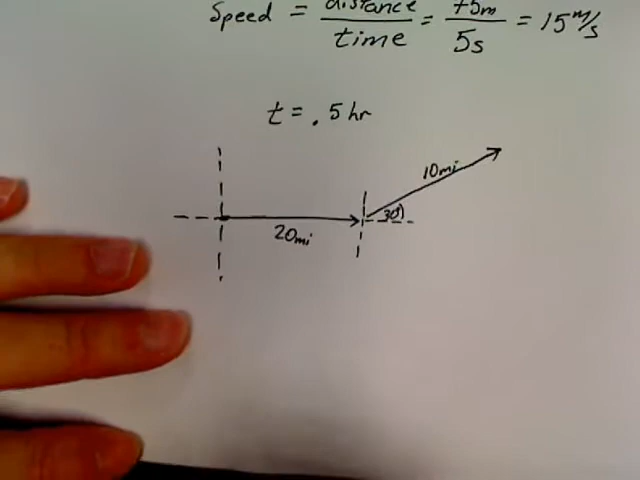 Speed = distance / time = 75m / 5s = 15 m/s
t = .5 hr
10mi
30°
20mi